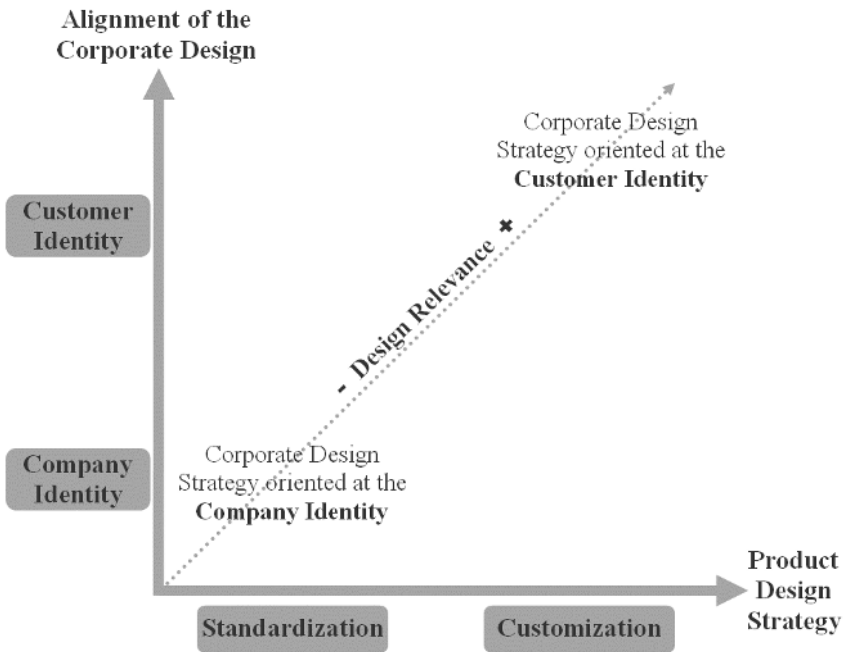 Alignment of the
Corporate Design
Corporate Design
Strategy oriented at the
Customer Identity
Customer
Identity
- Design Relevance +
Corporate Design
Strategy oriented at the
Company Identity
Company
Identity
Product
Design
Strategy
Standardization
Customization